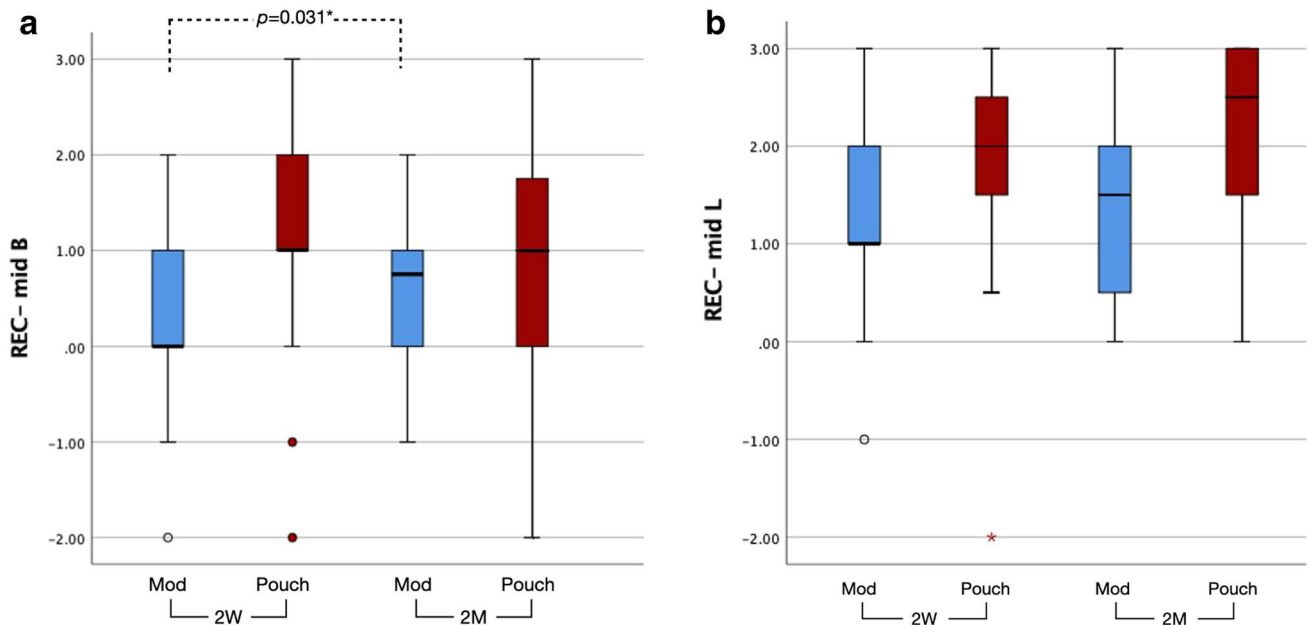 a
p=0.031*
REC- mid B
3.00
2.00
1.00
.00
-1.00
-2.00
Mod Pouch Mod Pouch
2W 2M
b
REC- mid L
3.00
2.00
1.00
.00
-1.00
-2.00
Mod Pouch Mod Pouch
2W 2M